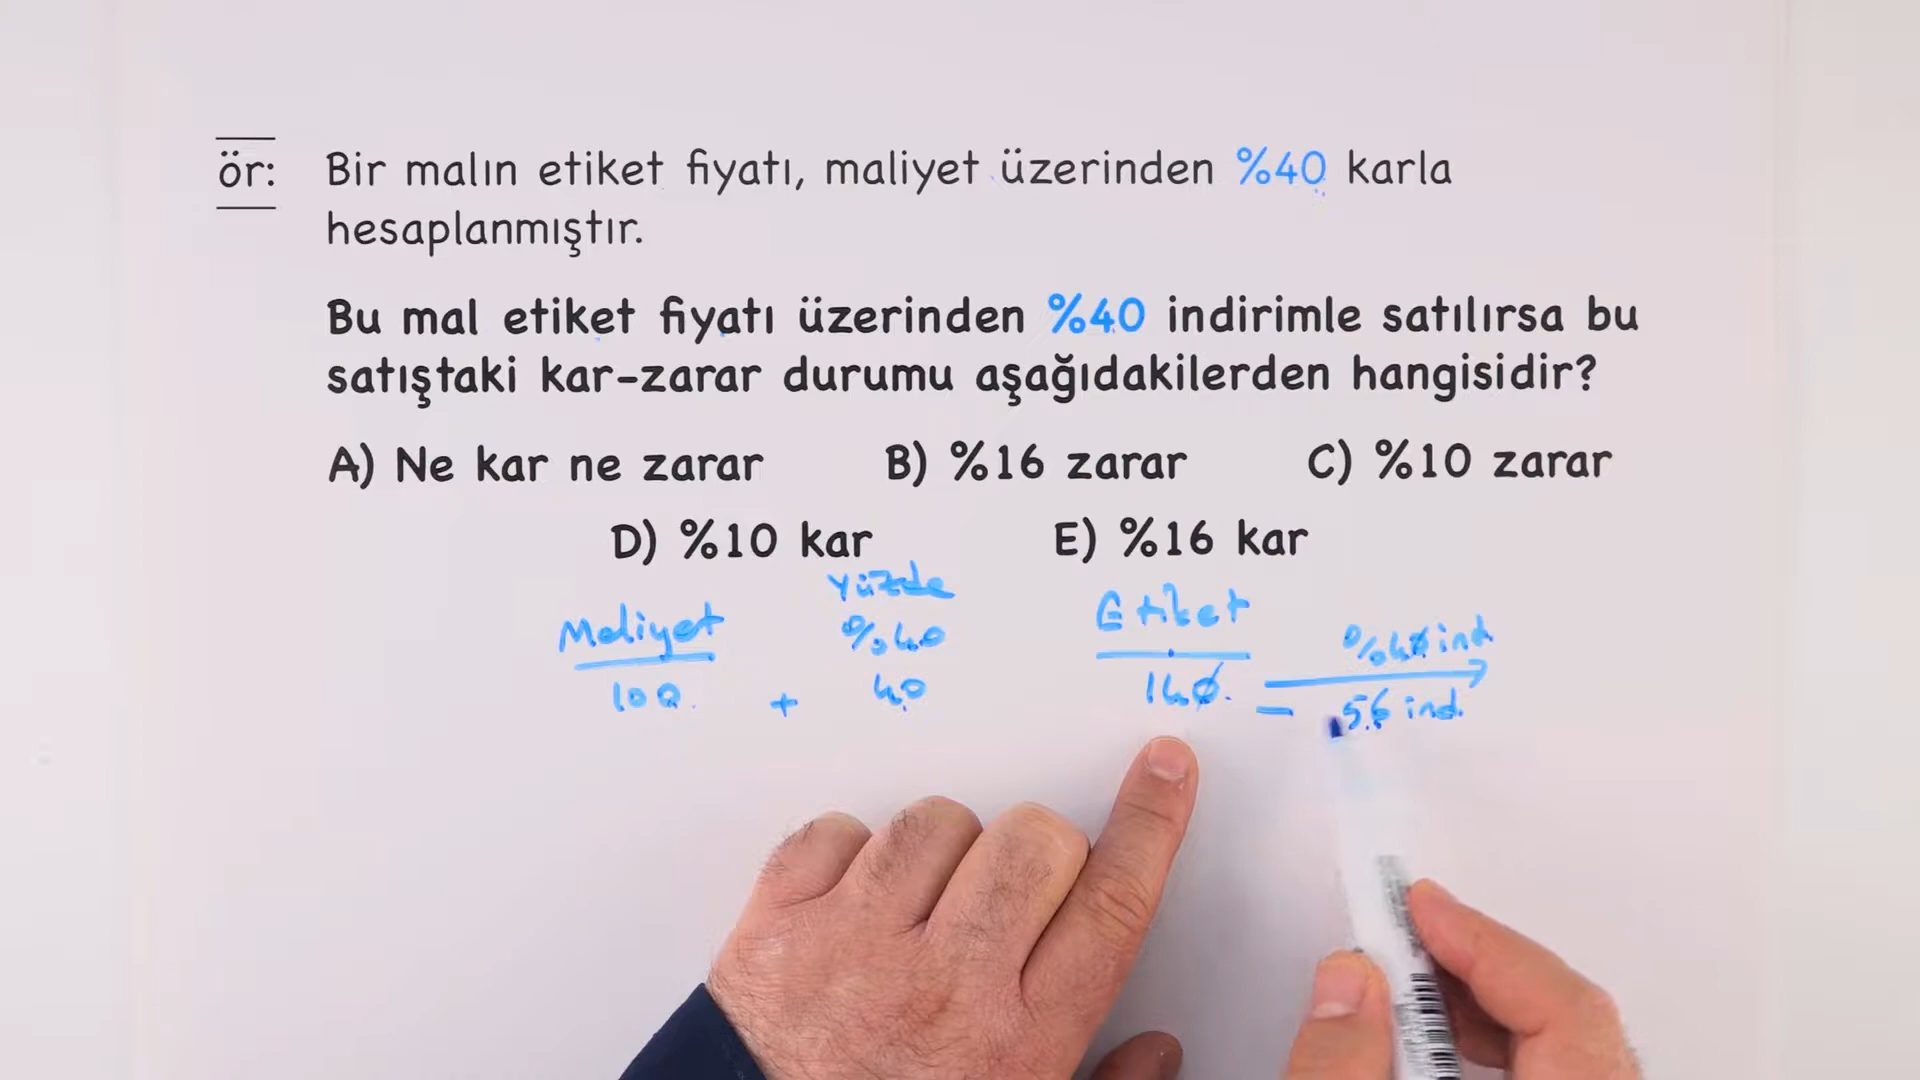 ör: Bir malın etiket fiyatı, maliyet üzerinden %40 karla
hesaplanmıştır.
Bu mal etiket fiyatı üzerinden %40 indirimle satılırsa bu
satıştaki kar-zarar durumu aşağıdakilerden hangisidir?
A) Ne kar ne zarar B) %16 zarar C) %10 zarar
D) %10 kar E) %16 kar
Maliyet Yüzde Etiket
%40 %40 ind.
100 + 40 140 - 56 ind.